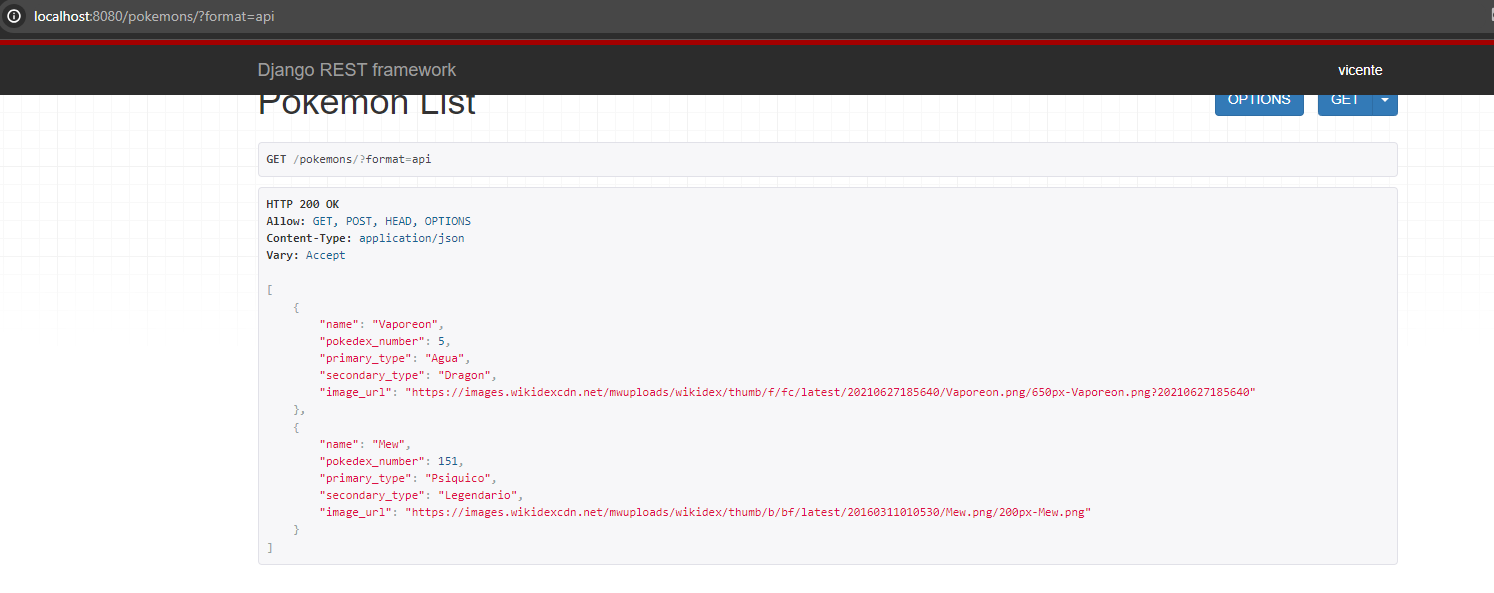 localhost:8080/pokemons/?format=api
Django REST framework
vicente
Pokemon List
OPTIONS
GET
GET /pokemons/?format=api
HTTP 200 OK
Allow: GET, POST, HEAD, OPTIONS
Content-Type: application/json
Vary: Accept
[
{
"name": "Vaporeon",
"pokedex_number": 5,
"primary_type": "Agua",
"secondary_type": "Dragon",
"image_url": "https://images.wikidexcdn.net/mwuploads/wikidex/thumb/f/fc/latest/20210627185640/Vaporeon.png/650px-Vaporeon.png?20210627185640"
},
{
"name": "Mew",
"pokedex_number": 151,
"primary_type": "Psiquico",
"secondary_type": "Legendario",
"image_url": "https://images.wikidexcdn.net/mwuploads/wikidex/thumb/b/bf/latest/20160311010530/Mew.png/200px-Mew.png"
}
]